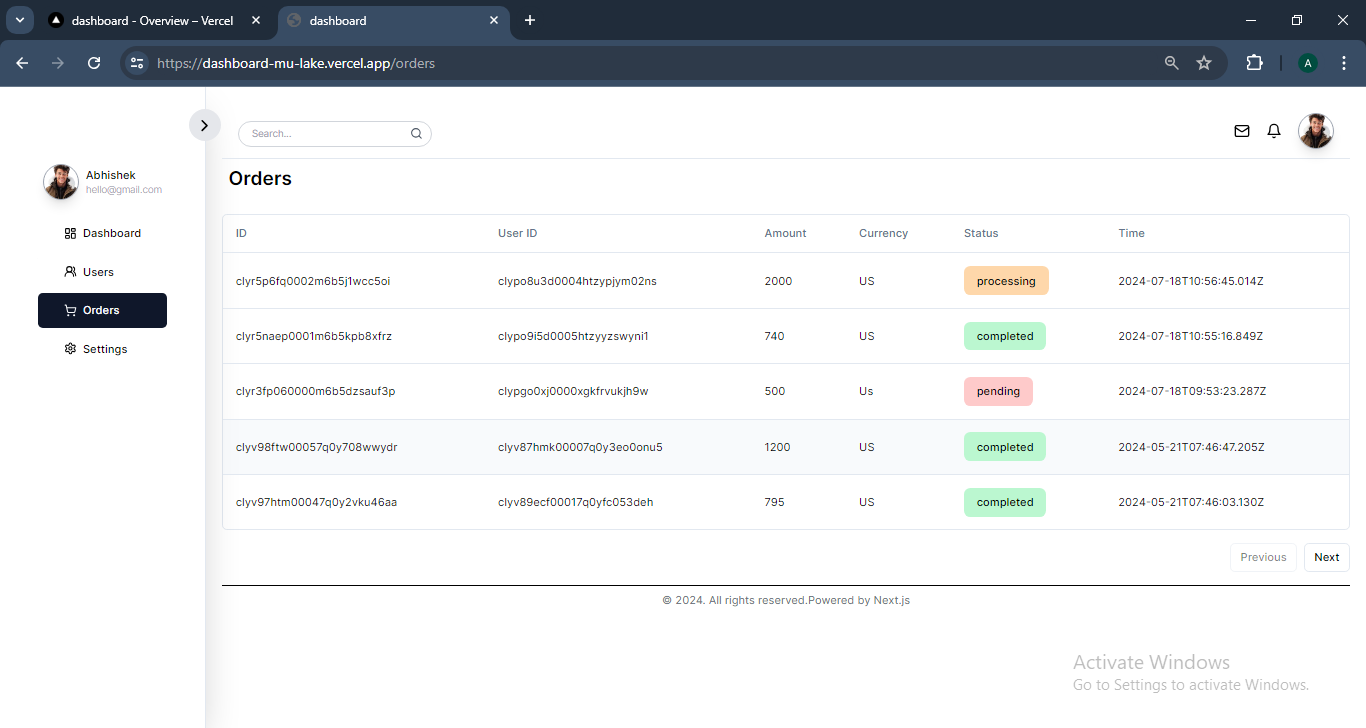 dashboard - Overview – Vercel
dashboard
https://dashboard-mu-lake.vercel.app/orders
A
Search...
Abhishek
hello@gmail.com
Dashboard
Users
Orders
Settings
Orders
ID User ID Amount Currency Status Time
clyr5p6fq0002m6b5j1wcc5oi clypo8u3d0004htzypjym02ns 2000 US processing 2024-07-18T10:56:45.014Z
clyr5naep0001m6b5kpb8xfrz clypo9i5d0005htzyyzswyni1 740 US completed 2024-07-18T10:55:16.849Z
clyr3fp060000m6b5dzsauf3p clypgo0xj0000xgkfrvukjh9w 500 Us pending 2024-07-18T09:53:23.287Z
clyv98ftw00057q0y708wwydr clyv87hmk00007q0y3eo0onu5 1200 US completed 2024-05-21T07:46:47.205Z
clyv97htm00047q0y2vku46aa clyv89ecf00017q0yfc053deh 795 US completed 2024-05-21T07:46:03.130Z
Previous Next
© 2024. All rights reserved.Powered by Next.js
Activate Windows
Go to Settings to activate Windows.